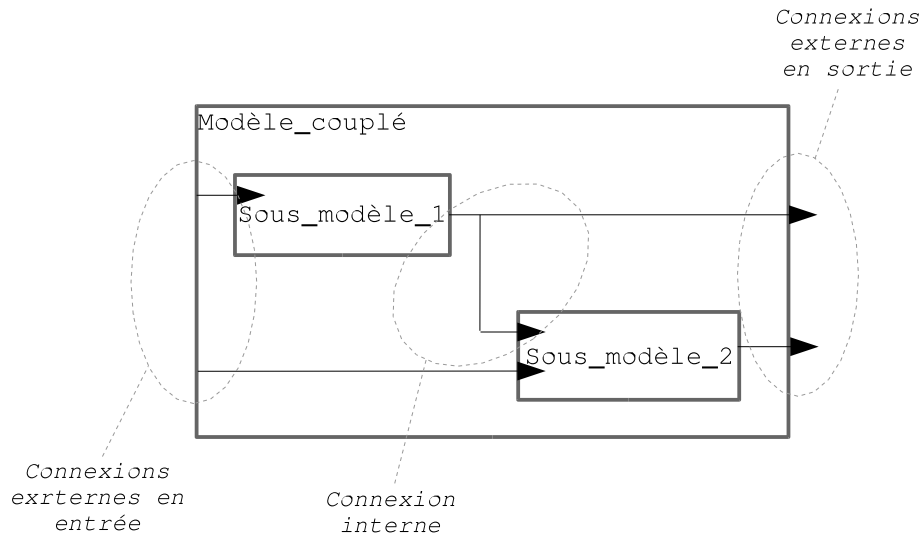 Connexions
externes
en sortie
Modèle_couplé
Sous_modèle_1
Sous_modèle_2
Connexions
exrternes en
entrée
Connexion
interne